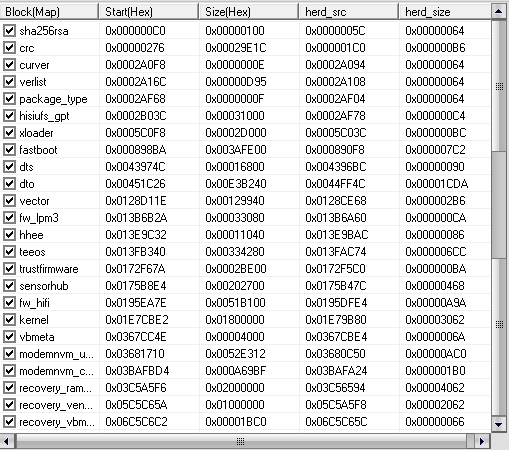 Block(Map) Start(Hex) Size(Hex) herd_src herd_size
sha256rsa 0x000000C0 0x00000100 0x0000005C 0x00000064
crc 0x00000276 0x00029E1C 0x000001C0 0x000000B6
curver 0x0002A0F8 0x0000000E 0x0002A094 0x00000064
verlist 0x0002A16C 0x00000D95 0x0002A108 0x00000064
package_type 0x0002AF68 0x0000000F 0x0002AF04 0x00000064
hisiufs_gpt 0x0002B03C 0x00031000 0x0002AF78 0x000000C4
xloader 0x0005C0F8 0x0002D000 0x0005C03C 0x000000BC
fastboot 0x000898BA 0x003AFE00 0x000890F8 0x000007C2
dts 0x0043974C 0x00016800 0x004396BC 0x00000090
dto 0x00451C26 0x00E3B240 0x0044FF4C 0x00001CDA
vector 0x0128D11E 0x00129940 0x0128CE68 0x000002B6
fw_lpm3 0x013B6B2A 0x00033080 0x013B6A60 0x000000CA
hhee 0x013E9C32 0x00011040 0x013E9BAC 0x00000086
teeos 0x013FB340 0x00334280 0x013FAC74 0x000006CC
trustfirmware 0x0172F67A 0x0002BE00 0x0172F5C0 0x000000BA
sensorhub 0x0175B8E4 0x00202700 0x0175B47C 0x00000468
fw_hifi 0x0195EA7E 0x0051B100 0x0195DFE4 0x00000A9A
kernel 0x01E7CBE2 0x01800000 0x01E79B80 0x00003062
vbmeta 0x0367CC4E 0x00004000 0x0367CBE4 0x0000006A
modemnvm_u... 0x03681710 0x0052E312 0x03680C50 0x00000AC0
modemnvm_c... 0x03BAFBD4 0x000A69BF 0x03BAFA24 0x000001B0
recovery_ram... 0x03C5A5F6 0x02000000 0x03C56594 0x00004062
recovery_ven... 0x05C5C65A 0x01000000 0x05C5A5F8 0x00002062
recovery_vbm... 0x06C5C6C2 0x00001BC0 0x06C5C65C 0x00000066